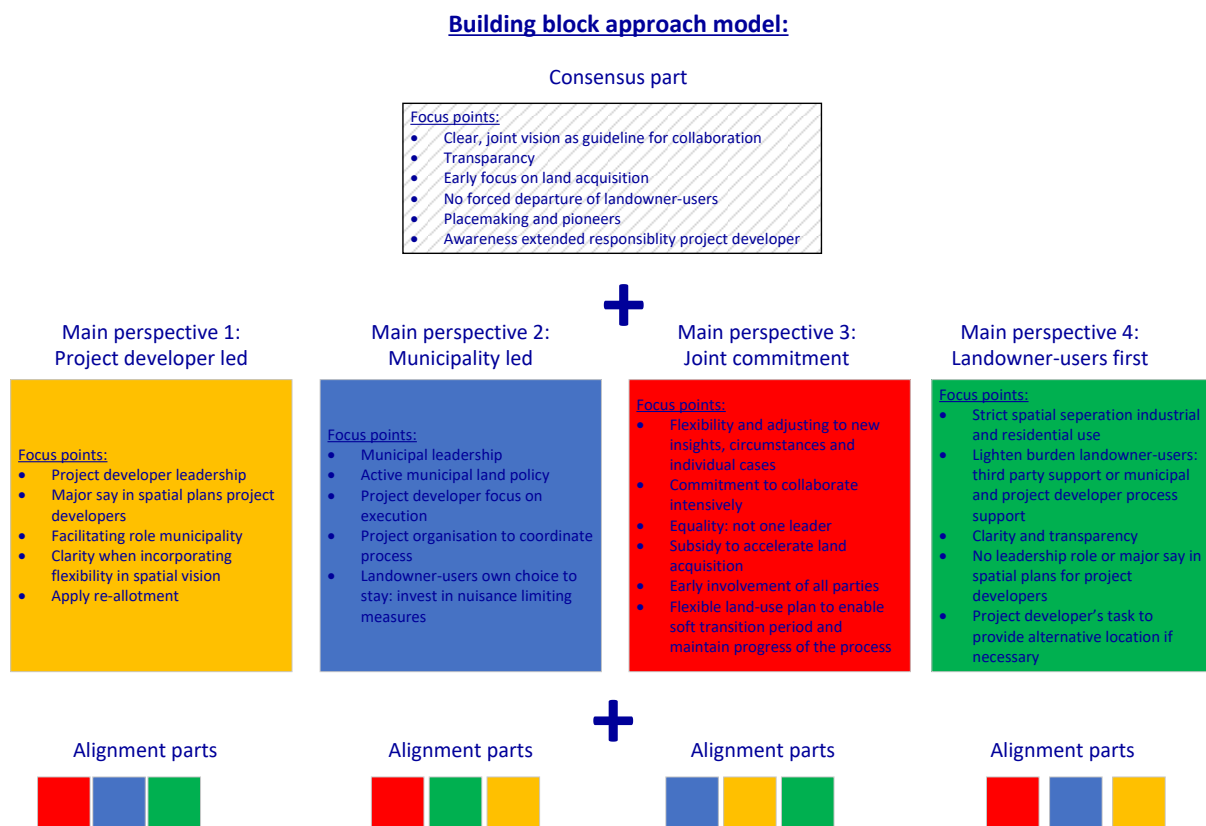 Building block approach model:
Consensus part
Focus points:
• Clear, joint vision as guideline for collaboration
• Transparancy
• Early focus on land acquisition
• No forced departure of landowner-users
• Placemaking and pioneers
• Awareness extended responsiblity project developer
+
Main perspective 1:
Project developer led
Focus points:
• Project developer leadership
• Major say in spatial plans project
developers
• Facilitating role municipality
• Clarity when incorporating
flexibility in spatial vision
• Apply re-allotment
Main perspective 2:
Municipality led
Focus points:
• Municipal leadership
• Active municipal land policy
• Project developer focus on
execution
• Project organisation to coordinate
process
• Landowner-users own choice to
stay: invest in nuisance limiting
measures
Main perspective 3:
Joint commitment
Focus points:
• Flexibility and adjusting to new
insights, circumstances and
individual cases
• Commitment to collaborate
intensively
• Equality: not one leader
• Subsidy to accelerate land
acquisition
• Early involvement of all parties
• Flexible land-use plan to enable
soft transition period and
maintain progress of the process
Main perspective 4:
Landowner-users first
Focus points:
• Strict spatial seperation industrial
and residential use
• Lighten burden landowner-users:
third party support or municipal
and project developer process
support
• Clarity and transparency
• No leadership role or major say in
spatial plans for project
developers
• Project developer's task to
provide alternative location if
necessary
+
Alignment parts
Alignment parts
Alignment parts
Alignment parts